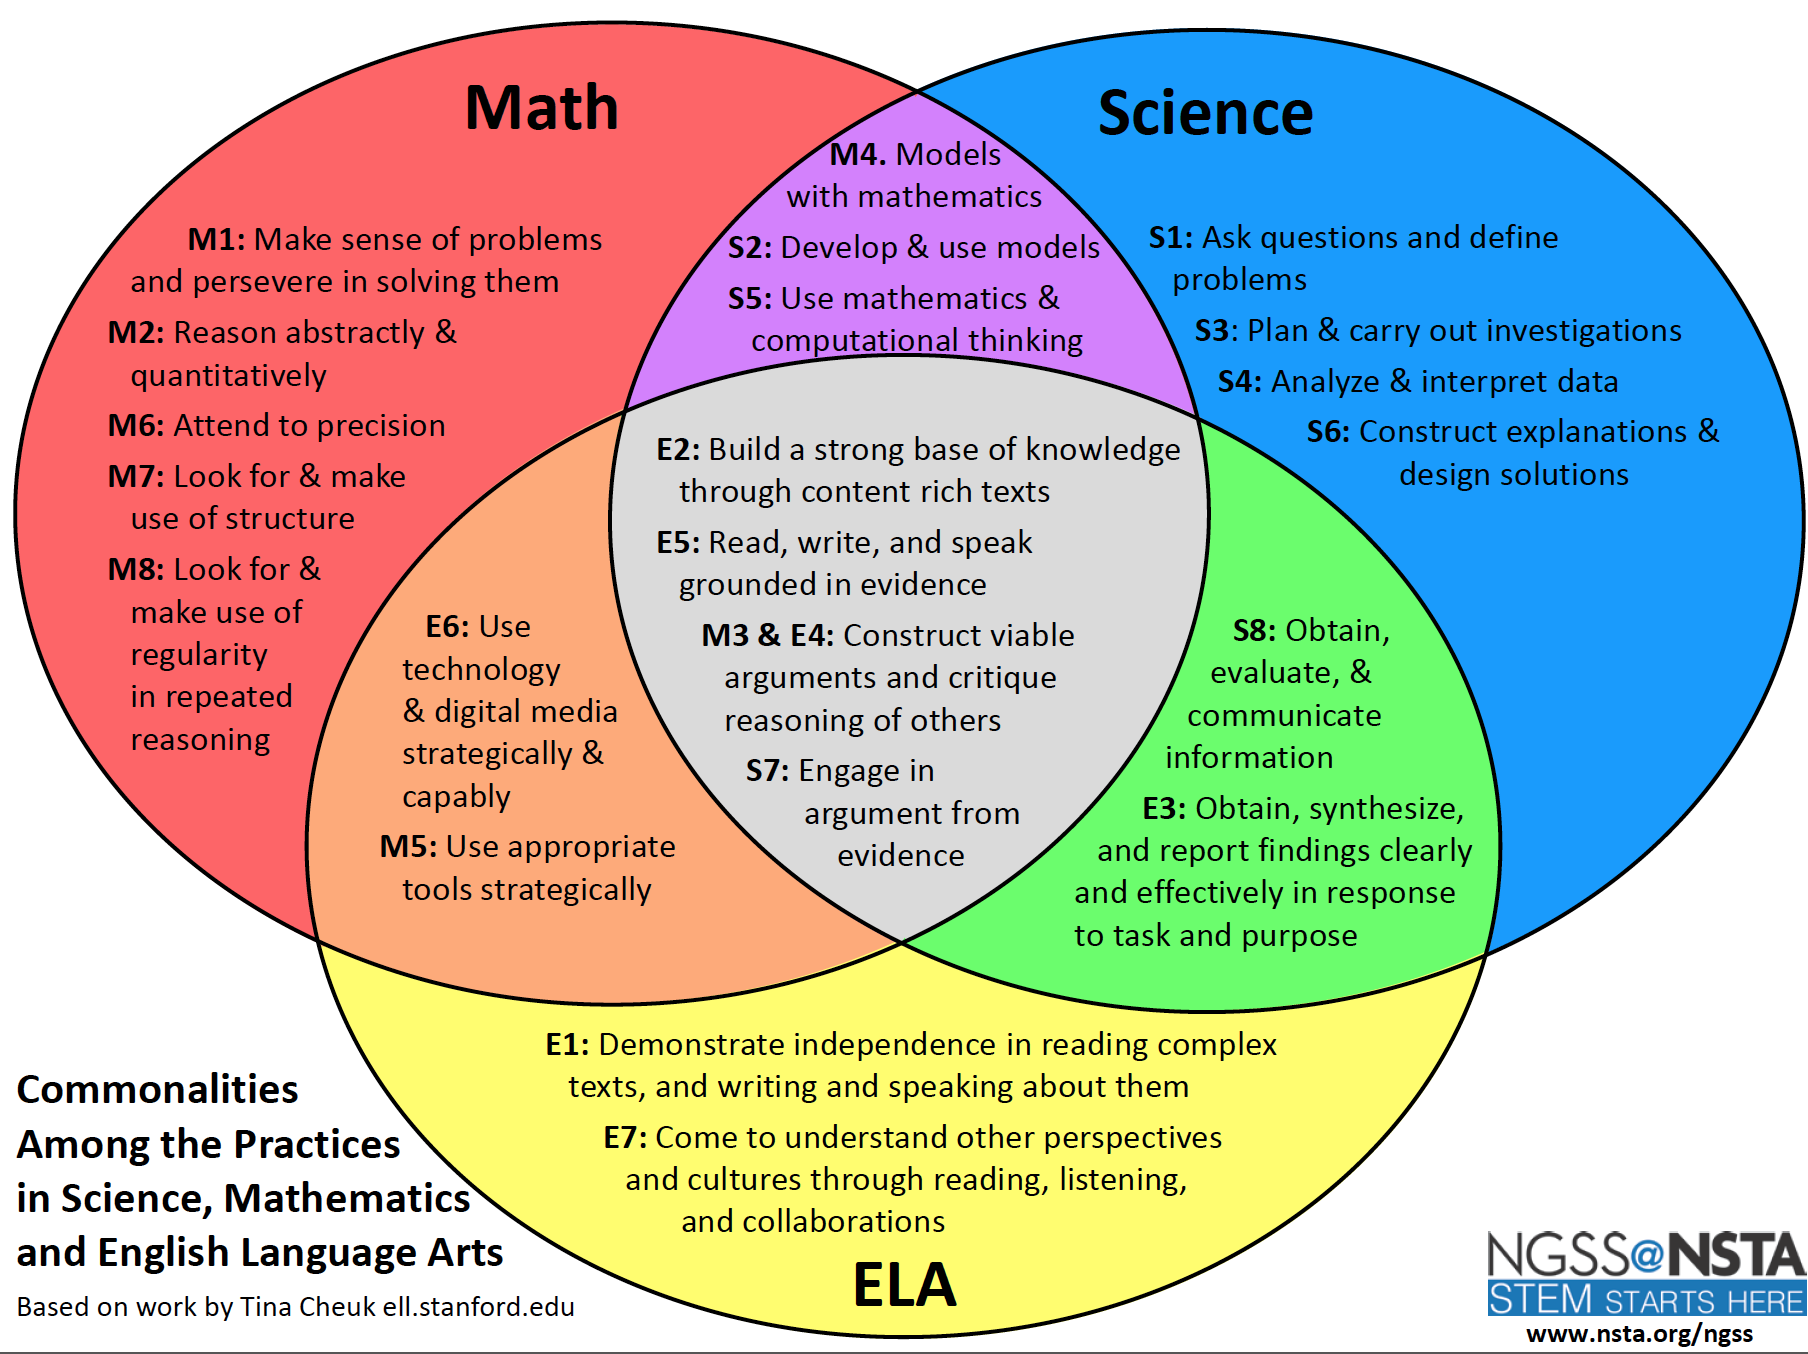 Math
Science
M4. Models
with mathematics
S2: Develop & use models
S5: Use mathematics &
computational thinking
M1: Make sense of problems
and persevere in solving them
M2: Reason abstractly &
quantitatively
M6: Attend to precision
M7: Look for & make
use of structure
M8: Look for &
make use of
regularity
in repeated
reasoning
S1: Ask questions and define
problems
S3: Plan & carry out investigations
S4: Analyze & interpret data
S6: Construct explanations &
design solutions
E2: Build a strong base of knowledge
through content rich texts
E5: Read, write, and speak
grounded in evidence
M3 & E4: Construct viable
arguments and critique
reasoning of others
S7: Engage in
argument from
evidence
E6: Use
technology
& digital media
strategically &
capably
M5: Use appropriate
tools strategically
S8: Obtain,
evaluate, &
communicate
information
E3: Obtain, synthesize,
and report findings clearly
and effectively in response
to task and purpose
E1: Demonstrate independence in reading complex
texts, and writing and speaking about them
E7: Come to understand other perspectives
and cultures through reading, listening,
and collaborations
ELA
Commonalities
Among the Practices
in Science, Mathematics
and English Language Arts
Based on work by Tina Cheuk ell.stanford.edu
NGSS@NSTA
STEM STARTS HERE
www.nsta.org/ngss